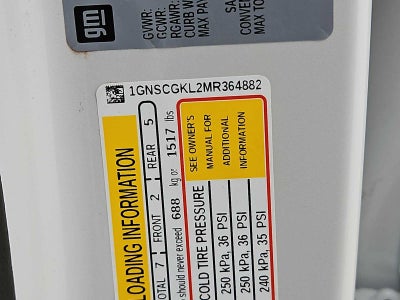 gm
GVWR:
GCWR:
RGAWR:
CURB W
MAX PAY
SA
CONVER
MAX TO
1GNSCGKL2MR364882
LOADING INFORMATION
TOTAL 7 FRONT 2 REAR 5
should never exceed 688 kg or 1517 lbs
SEE OWNER'S
MANUAL FOR
ADDITIONAL
INFORMATION
COLD TIRE PRESSURE
250 kPa, 36 PSI
250 kPa, 36 PSI
240 kPa, 35 PSI